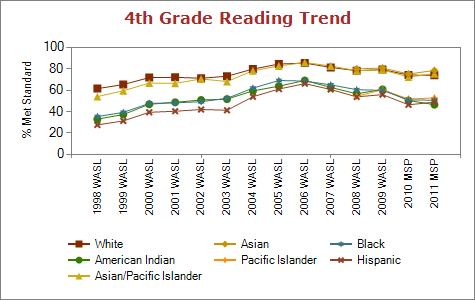 4th Grade Reading Trend
% Met Standard
100
80
60
40
20
0
1998 WASL
1999 WASL
2000 WASL
2001 WASL
2002 WASL
2003 WASL
2004 WASL
2005 WASL
2006 WASL
2007 WASL
2008 WASL
2009 WASL
2010 MSP
2011 MSP
White Asian Black
American Indian Pacific Islander Hispanic
Asian/Pacific Islander